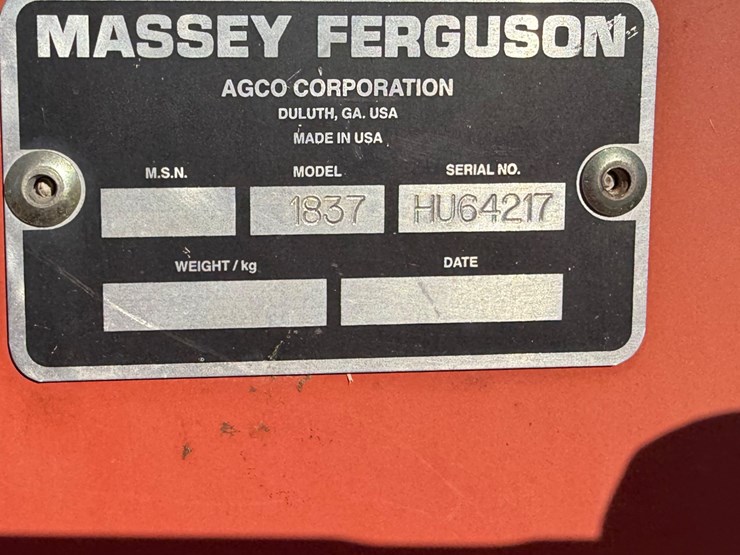 MASSEY FERGUSON
AGCO CORPORATION
DULUTH, GA. USA
MADE IN USA
M.S.N. MODEL SERIAL NO.
1837 HU64217
WEIGHT / kg DATE